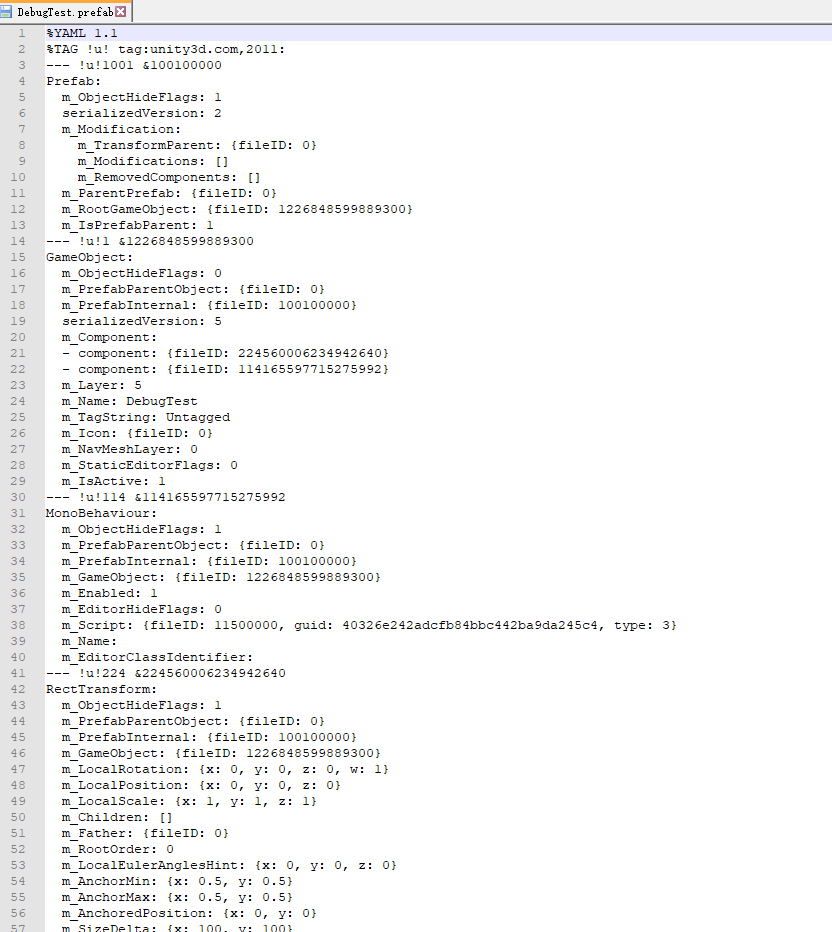 DebugTest.prefab
1 %YAML 1.1
2 %TAG !u! tag:unity3d.com,2011:
3 --- !u!1001 &100100000
4 Prefab:
5   m_ObjectHideFlags: 1
6   serializedVersion: 2
7   m_Modification:
8     m_TransformParent: {fileID: 0}
9     m_Modifications: []
10     m_RemovedComponents: []
11   m_ParentPrefab: {fileID: 0}
12   m_RootGameObject: {fileID: 1226848599889300}
13   m_IsPrefabParent: 1
14 --- !u!1 &1226848599889300
15 GameObject:
16   m_ObjectHideFlags: 0
17   m_PrefabParentObject: {fileID: 0}
18   m_PrefabInternal: {fileID: 100100000}
19   serializedVersion: 5
20   m_Component:
21   - component: {fileID: 224560006234942640}
22   - component: {fileID: 114165597715275992}
23   m_Layer: 5
24   m_Name: DebugTest
25   m_TagString: Untagged
26   m_Icon: {fileID: 0}
27   m_NavMeshLayer: 0
28   m_StaticEditorFlags: 0
29   m_IsActive: 1
30 --- !u!114 &114165597715275992
31 MonoBehaviour:
32   m_ObjectHideFlags: 1
33   m_PrefabParentObject: {fileID: 0}
34   m_PrefabInternal: {fileID: 100100000}
35   m_GameObject: {fileID: 1226848599889300}
36   m_Enabled: 1
37   m_EditorHideFlags: 0
38   m_Script: {fileID: 11500000, guid: 40326e242adcfb84bbc442ba9da245c4, type: 3}
39   m_Name:
40   m_EditorClassIdentifier:
41 --- !u!224 &224560006234942640
42 RectTransform:
43   m_ObjectHideFlags: 1
44   m_PrefabParentObject: {fileID: 0}
45   m_PrefabInternal: {fileID: 100100000}
46   m_GameObject: {fileID: 1226848599889300}
47   m_LocalRotation: {x: 0, y: 0, z: 0, w: 1}
48   m_LocalPosition: {x: 0, y: 0, z: 0}
49   m_LocalScale: {x: 1, y: 1, z: 1}
50   m_Children: []
51   m_Father: {fileID: 0}
52   m_RootOrder: 0
53   m_LocalEulerAnglesHint: {x: 0, y: 0, z: 0}
54   m_AnchorMin: {x: 0.5, y: 0.5}
55   m_AnchorMax: {x: 0.5, y: 0.5}
56   m_AnchoredPosition: {x: 0, y: 0}
57   m_SizeDelta: {x: 100, y: 100}